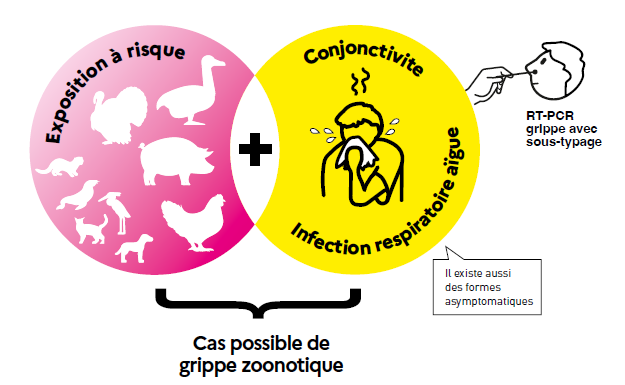 Exposition à risque
+
Conjonctivite
Infection respiratoire aïgue
RT-PCR
grippe avec
sous-typage
Il existe aussi
des formes
asymptomatiques
Cas possible de
grippe zoonotique